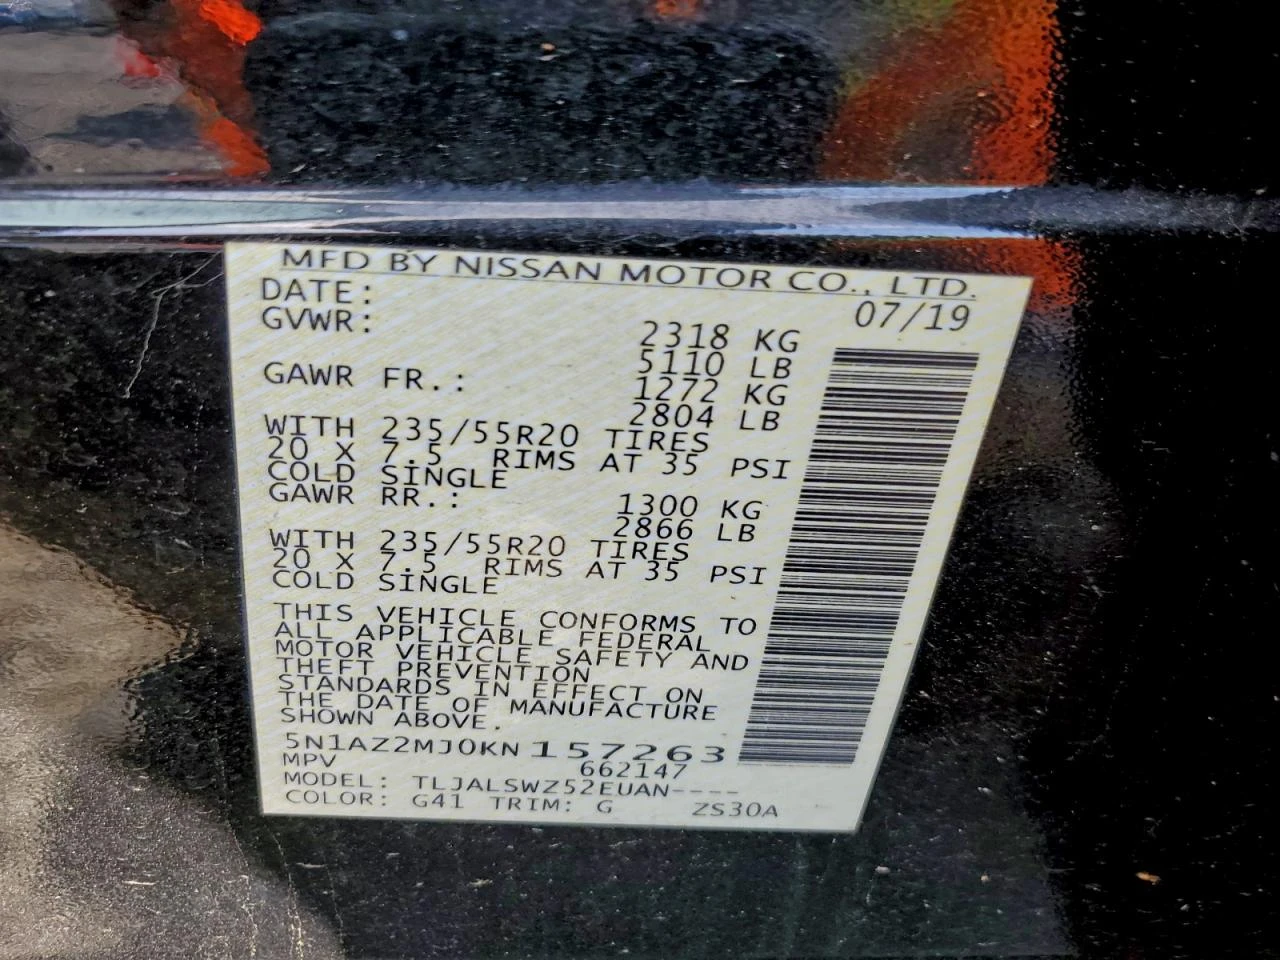 MFD BY NISSAN MOTOR CO., LTD.
DATE: 07/19
GVWR: 2318 KG
5110 LB
GAWR FR.: 1272 KG
2804 LB
WITH 235/55R20 TIRES
20 X 7.5 RIMS AT 35 PSI
COLD SINGLE
GAWR RR.: 1300 KG
2866 LB
WITH 235/55R20 TIRES
20 X 7.5 RIMS AT 35 PSI
COLD SINGLE
THIS VEHICLE CONFORMS TO
ALL APPLICABLE FEDERAL
MOTOR VEHICLE SAFETY AND
THEFT PREVENTION
STANDARDS IN EFFECT ON
THE DATE OF MANUFACTURE
SHOWN ABOVE.
5N1AZ2MJ0KN157263
MPV 662147
MODEL: TLJALSWZ52EUAN----
COLOR: G41 TRIM: G ZS30A